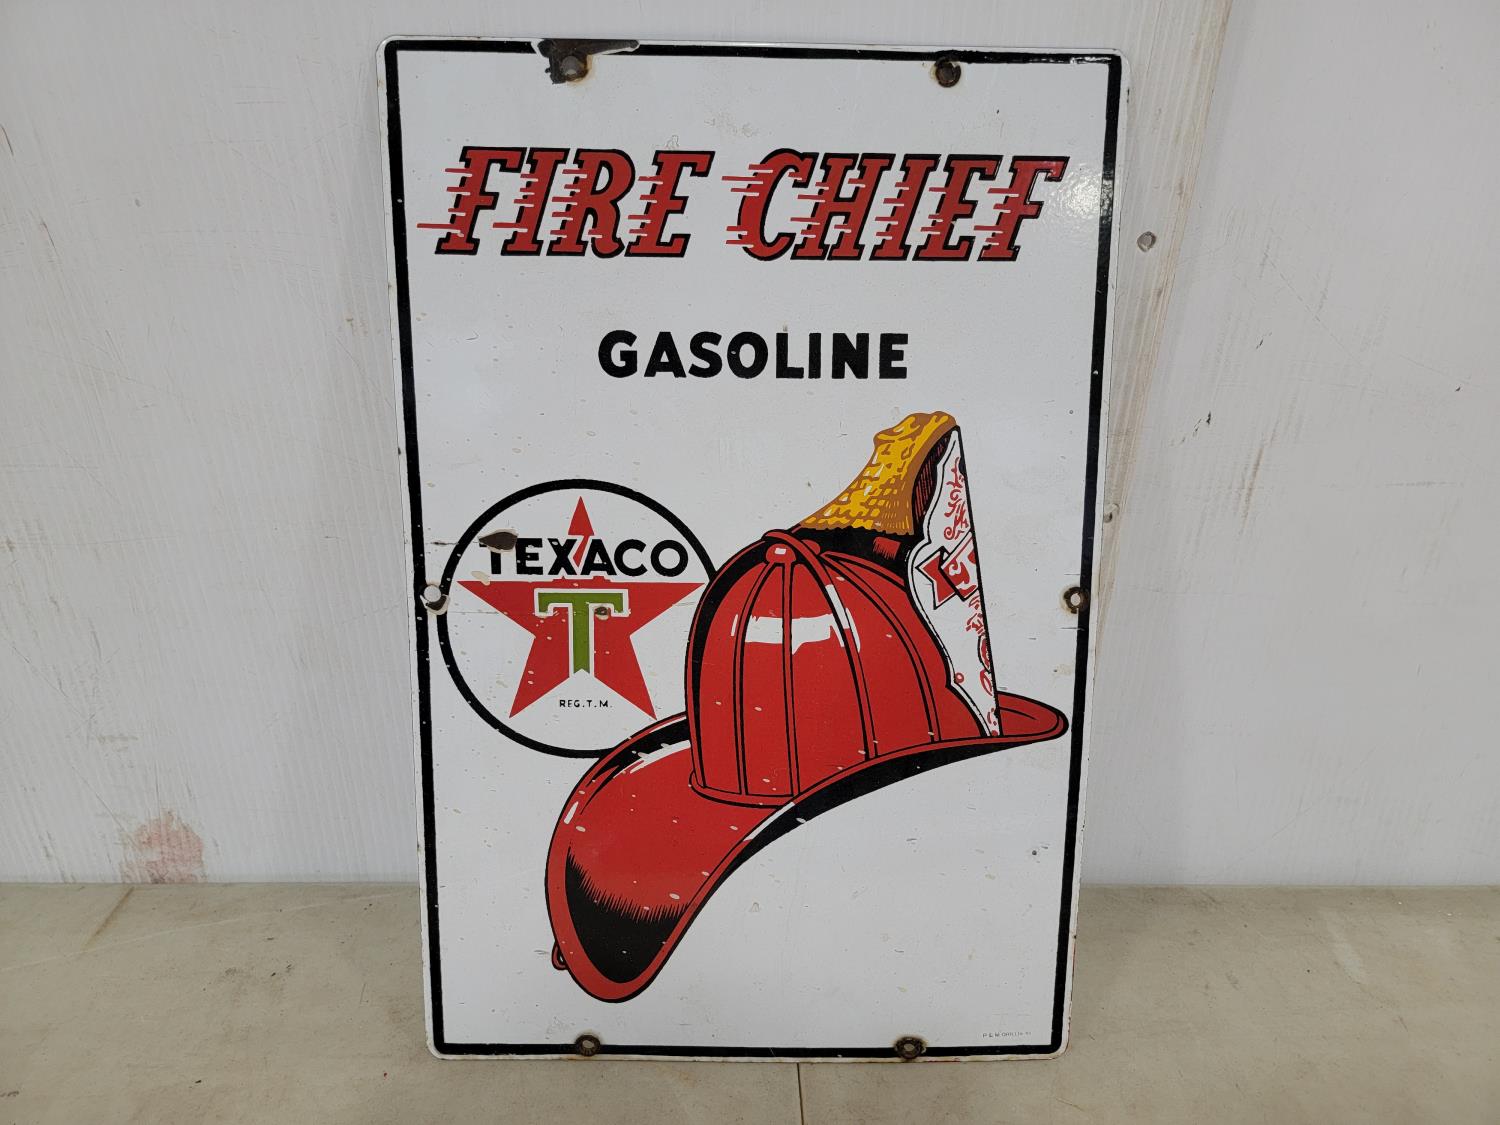 FIRE CHIEF
GASOLINE
TEXACO
T
REG. T. M.